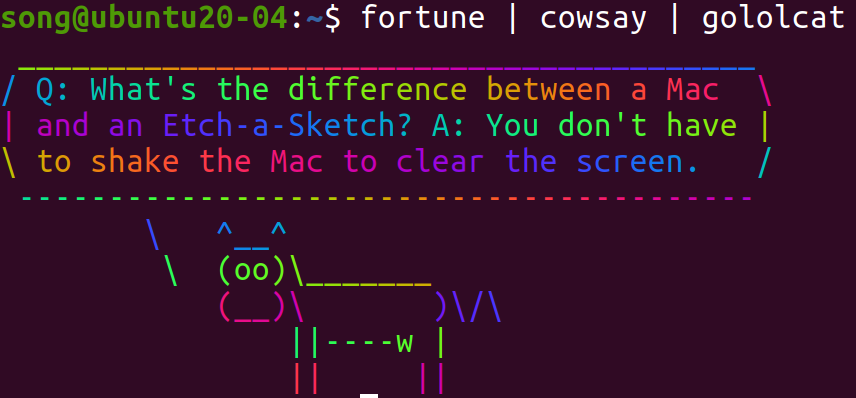 song@ubuntu20-04:~$ fortune | cowsay | gololcat
 _________________________________________
/ Q: What's the difference between a Mac  \
| and an Etch-a-Sketch? A: You don't have |
\ to shake the Mac to clear the screen.   /
 -----------------------------------------
        \   ^__^
         \  (oo)\_______
            (__)\       )\/\
                ||----w |
                ||     ||